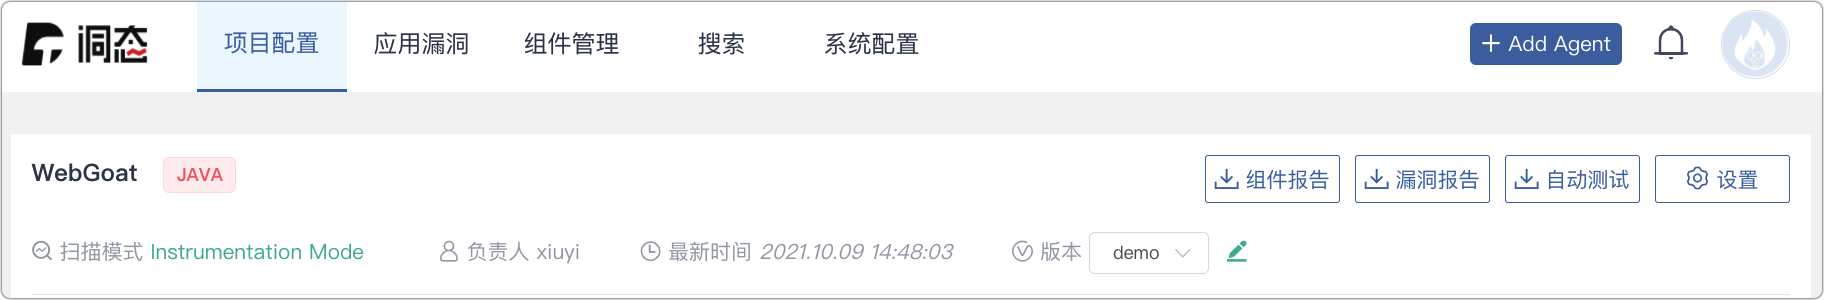 洞态 项目配置 应用漏洞 组件管理 搜索 系统配置 + Add Agent
WebGoat JAVA 组件报告 漏洞报告 自动测试 设置
扫描模式 Instrumentation Mode 负责人 xiuyi 最新时间 2021.10.09 14:48:03 版本 demo